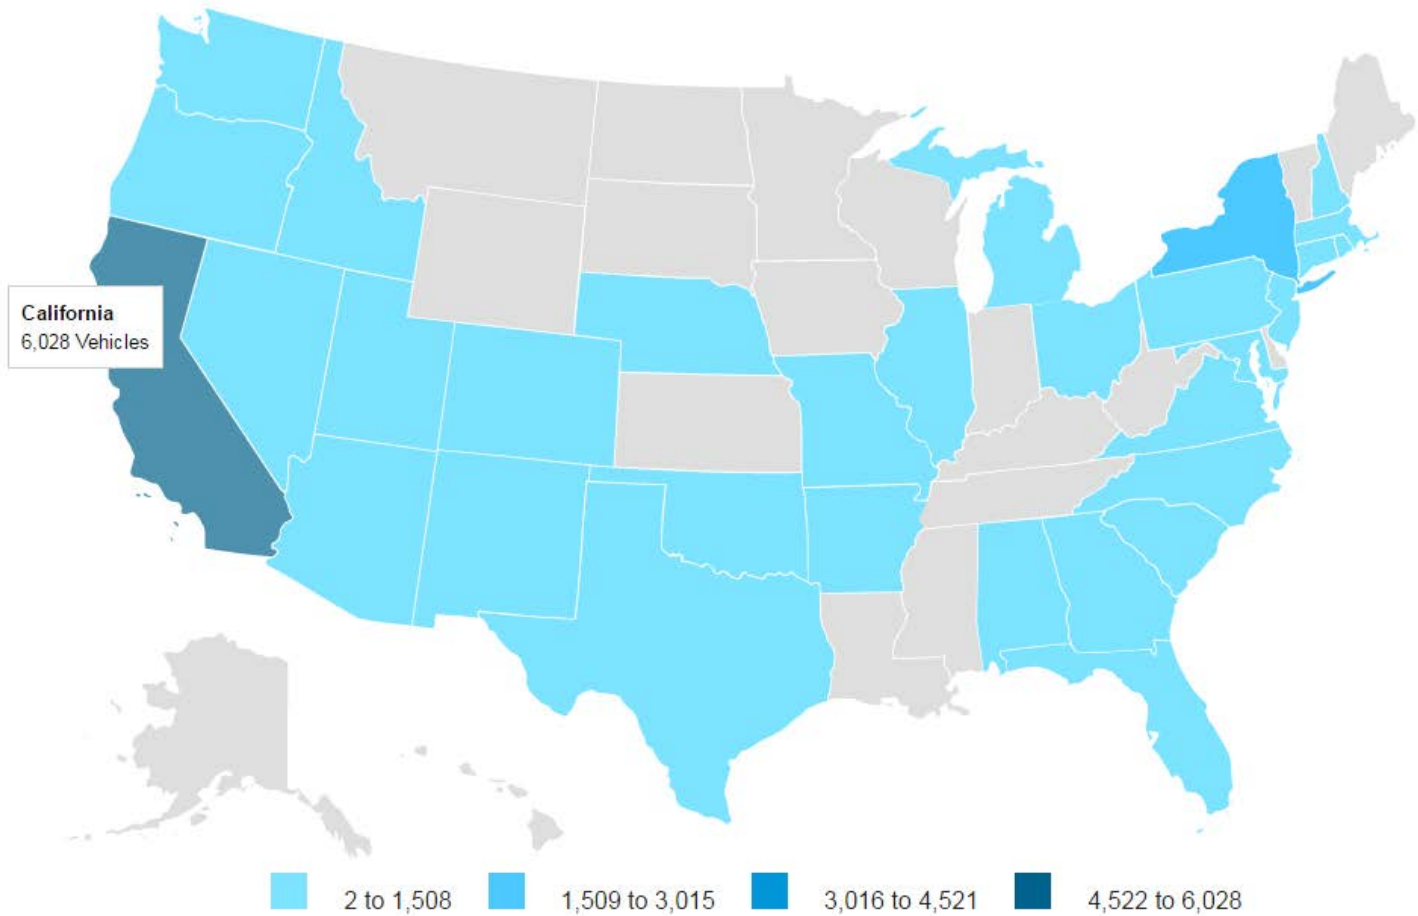 California
6,028 Vehicles
2 to 1,508
1,509 to 3,015
3,016 to 4,521
4,522 to 6,028